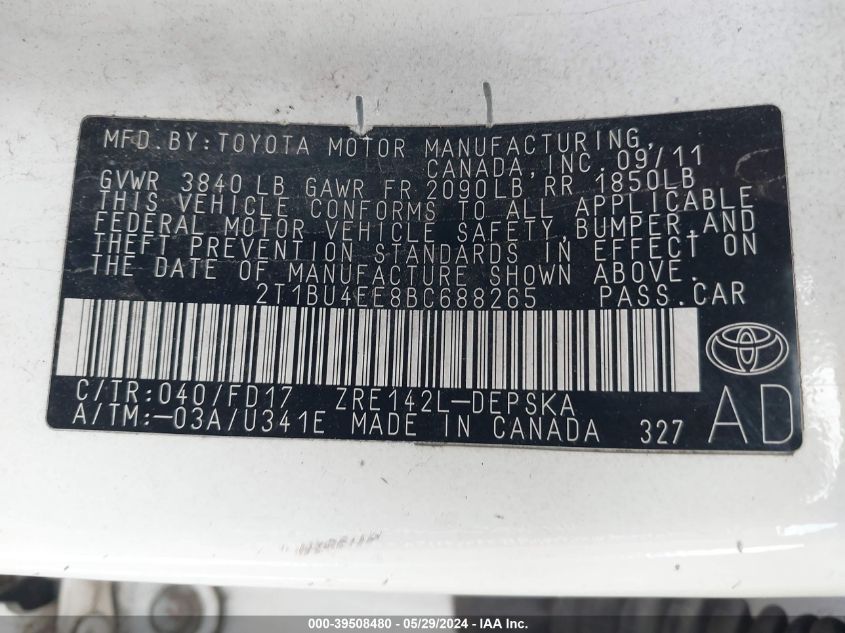 MFD.BY:TOYOTA MOTOR MANUFACTURING,
CANADA,INC.09/11
GVWR 3840 LB GAWR FR 2090LB RR 1850LB
THIS VEHICLE CONFORMS TO ALL APPLICABLE
FEDERAL MOTOR VEHICLE SAFETY,BUMPER,AND
THEFT PREVENTION STANDARDS IN EFFECT ON
THE DATE OF MANUFACTURE SHOWN ABOVE.
2T1BU4EE8BC688265 PASS.CAR
C/TR:040/FD17 ZRE142L-DEPSKA
A/TM:-03A/U341E MADE IN CANADA 327 AD
000-39508480 - 05/29/2024 - IAA Inc.